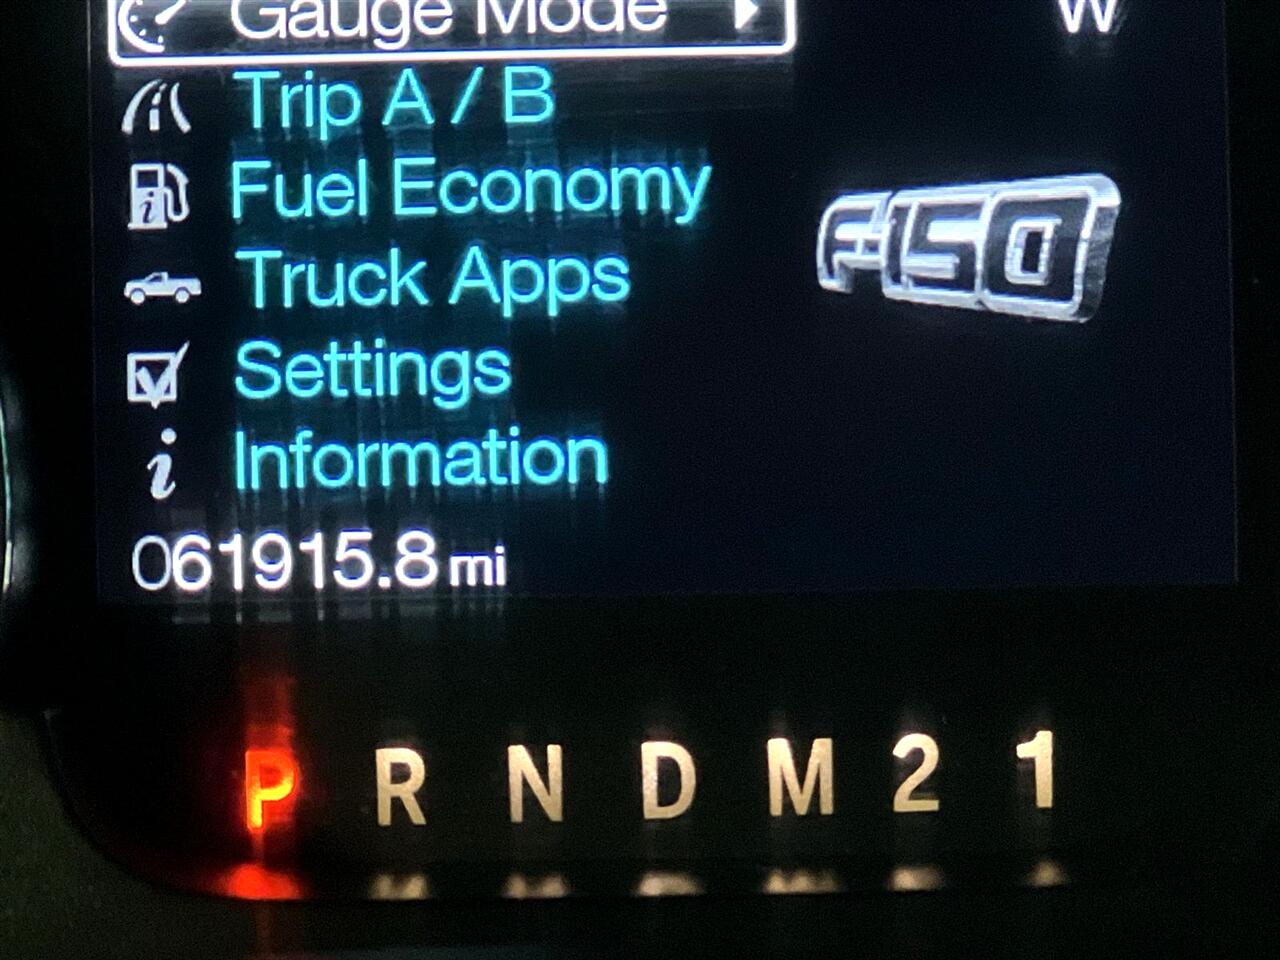 Gauge Mode
W
Trip A / B
Fuel Economy
F-150
Truck Apps
Settings
Information
061915.8 mi
P R N D M 2 1